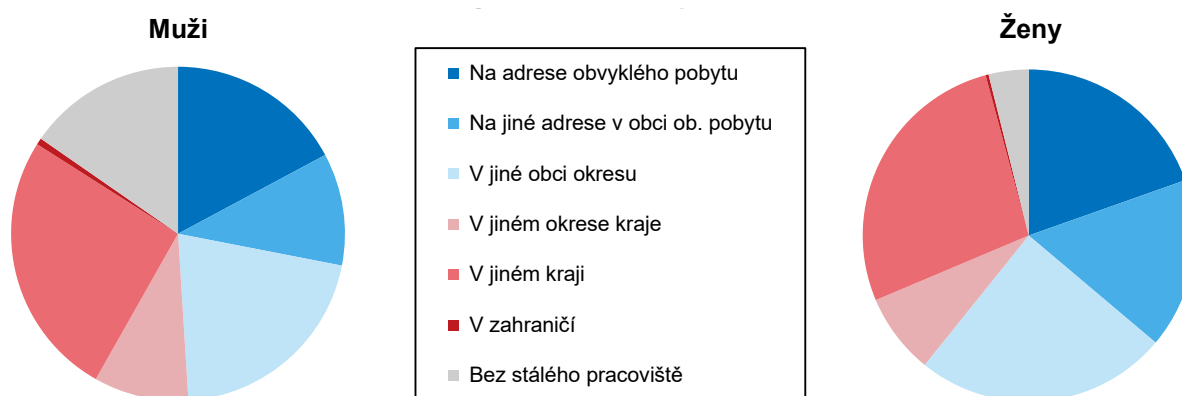 Muži
Ženy
Na adrese obvyklého pobytu
Na jiné adrese v obci ob. pobytu
V jiné obci okresu
V jiném okrese kraje
V jiném kraji
V zahraničí
Bez stálého pracoviště